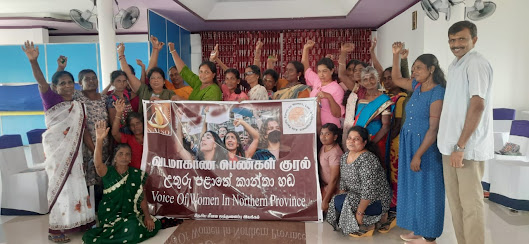 வடமாகாண பெண்கள் குரல்
උතුරු පළාතේ කාන්තා හඬ
Voice Of Women In Northern Province